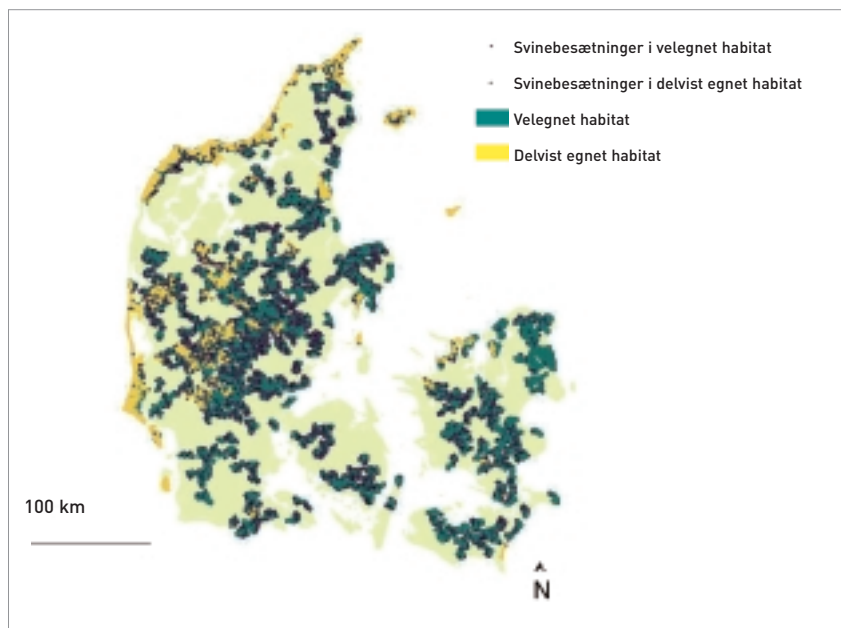 Svinebesætninger i velegnet habitat
Svinebesætninger i delvist egnet habitat
Velegnet habitat
Delvist egnet habitat
100 km
N